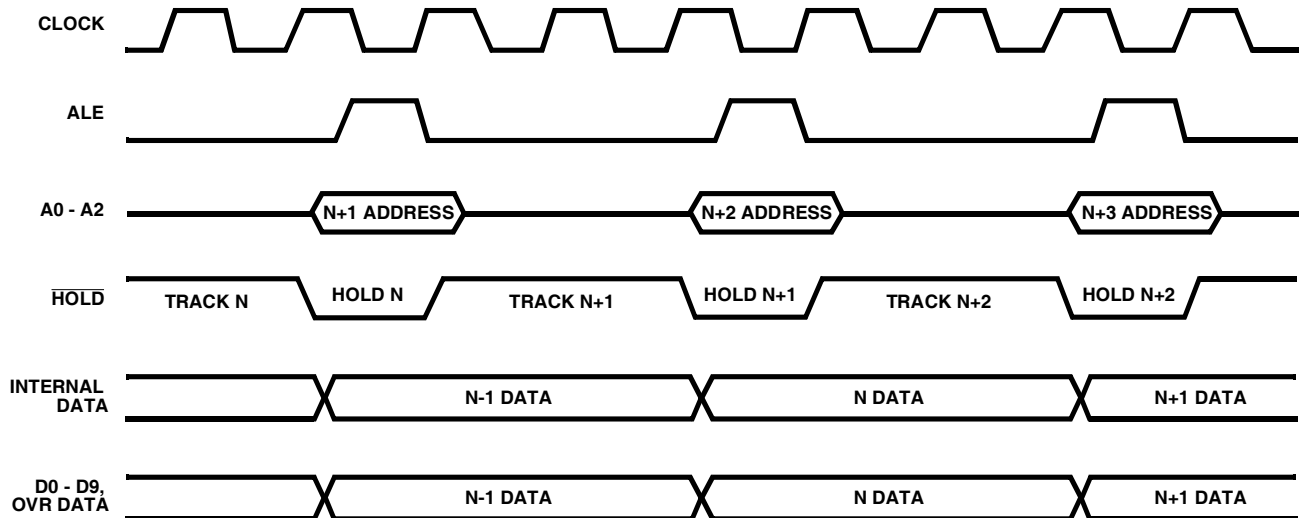 CLOCK
ALE
A0 - A2
N+1 ADDRESS
N+2 ADDRESS
N+3 ADDRESS
HOLD
TRACK N
HOLD N
TRACK N+1
HOLD N+1
TRACK N+2
HOLD N+2
INTERNAL
DATA
N-1 DATA
N DATA
N+1 DATA
D0 - D9,
OVR DATA
N-1 DATA
N DATA
N+1 DATA